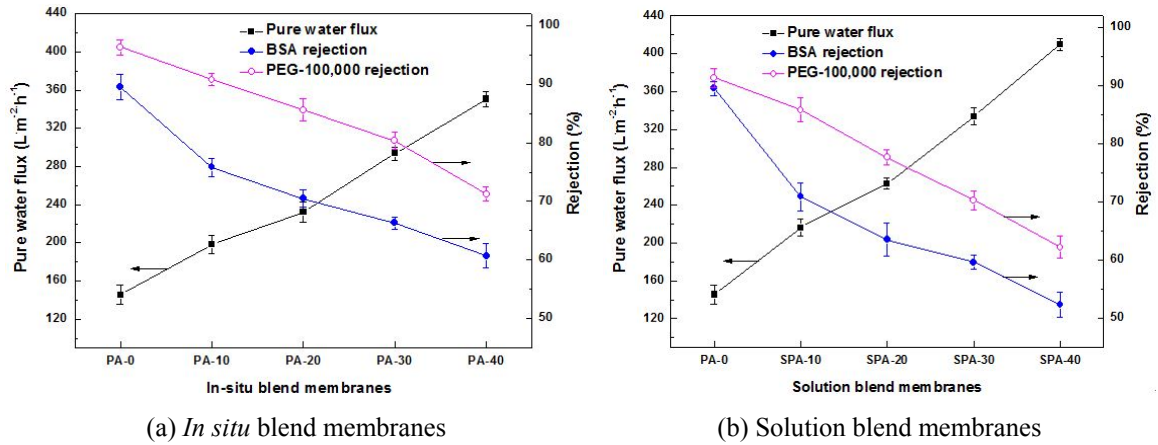 Pure water flux (L·m⁻²h⁻¹)
440
400
360
320
280
240
200
160
120
Pure water flux
BSA rejection
PEG-100,000 rejection
100
90
80
70
60
50
Rejection (%)
PA-0 PA-10 PA-20 PA-30 PA-40
In-situ blend membranes
(a) In situ blend membranes
Pure water flux (L·m⁻²h⁻¹)
440
400
360
320
280
240
200
160
120
Pure water flux
BSA rejection
PEG-100,000 rejection
100
90
80
70
60
50
Rejection (%)
PA-0 SPA-10 SPA-20 SPA-30 SPA-40
Solution blend membranes
(b) Solution blend membranes